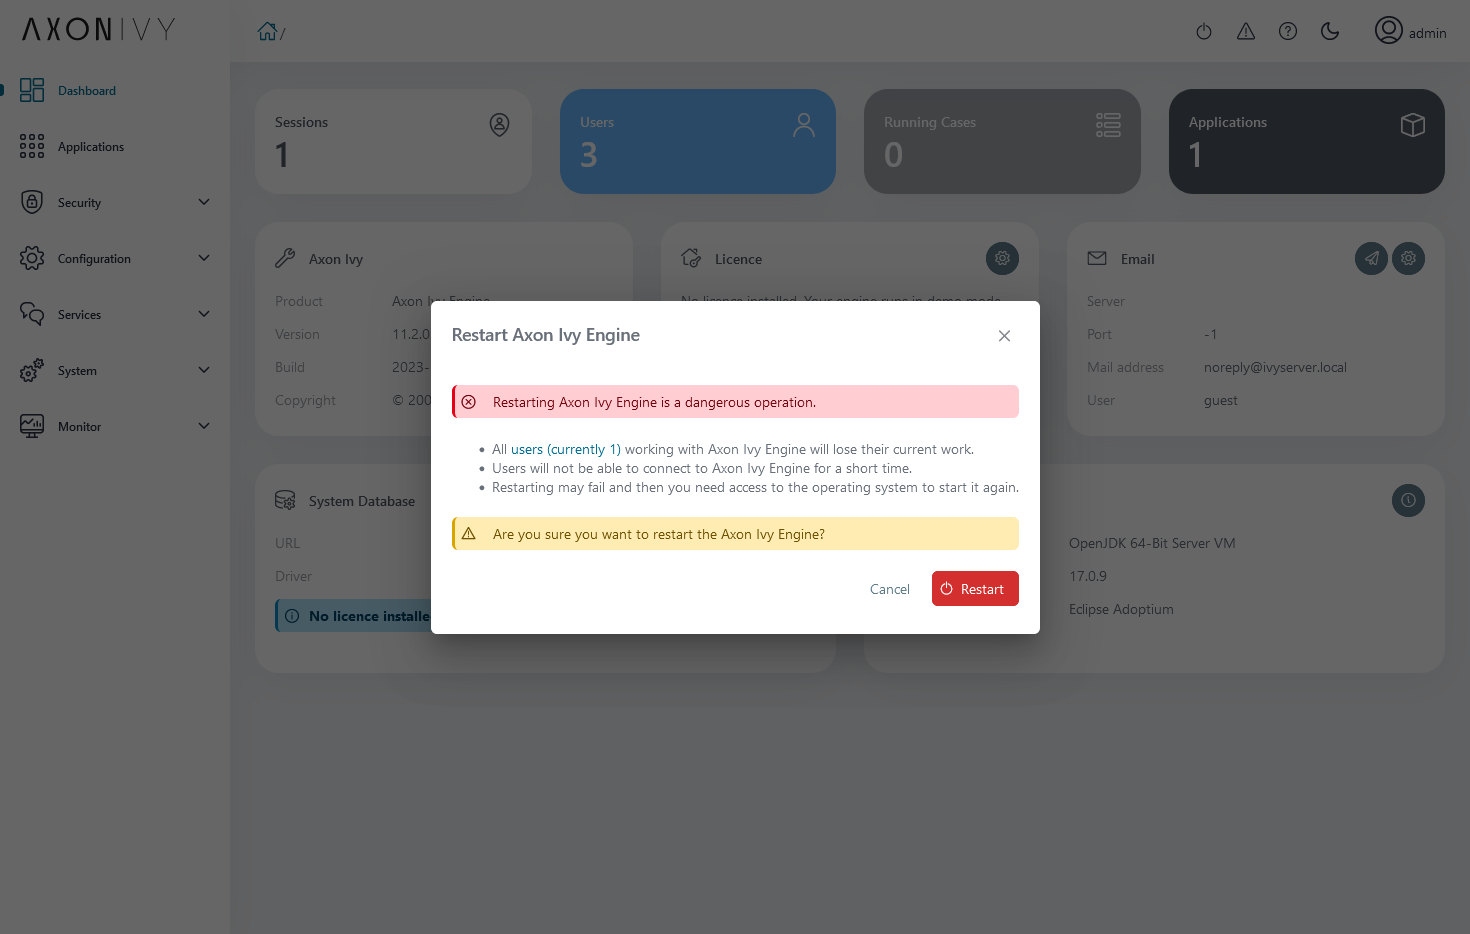 AXONIVY
/
admin
Dashboard
Applications
Security
Configuration
Services
System
Monitor
Sessions
1
Users
3
Running Cases
0
Applications
1
Axon Ivy
Product Axon Ivy Engine
Version 11.2.0
Build 2023-
Copyright © 200
Licence
No licence installed. Your engine runs in demo mode.
Email
Server
Port -1
Mail address noreply@ivyserver.local
User guest
Restart Axon Ivy Engine
Restarting Axon Ivy Engine is a dangerous operation.
• All users (currently 1) working with Axon Ivy Engine will lose their current work.
• Users will not be able to connect to Axon Ivy Engine for a short time.
• Restarting may fail and then you need access to the operating system to start it again.
Are you sure you want to restart the Axon Ivy Engine?
Cancel
Restart
System Database
URL
Driver
No licence installe
OpenJDK 64-Bit Server VM
17.0.9
Eclipse Adoptium